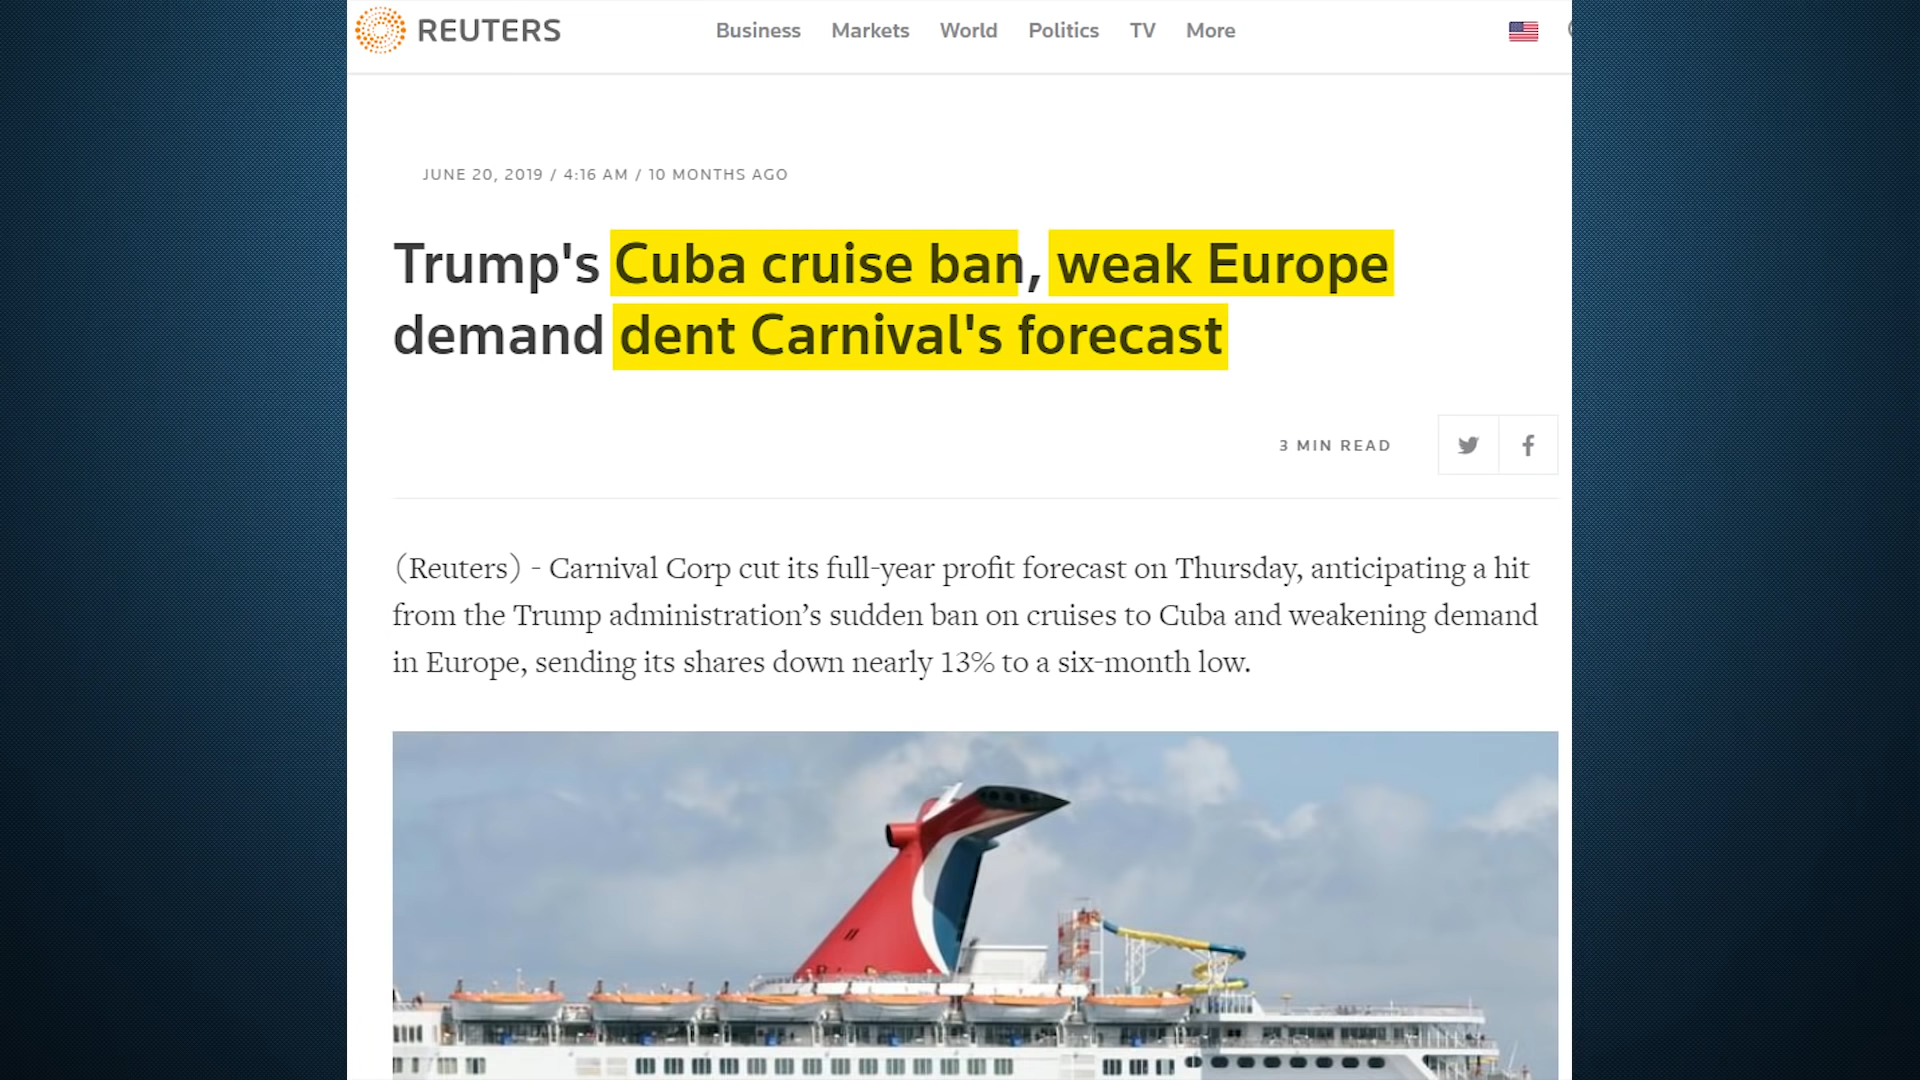 REUTERS Business Markets World Politics TV More
JUNE 20, 2019 / 4:16 AM / 10 MONTHS AGO
Trump's Cuba cruise ban, weak Europe
demand dent Carnival's forecast
3 MIN READ
(Reuters) - Carnival Corp cut its full-year profit forecast on Thursday, anticipating a hit
from the Trump administration’s sudden ban on cruises to Cuba and weakening demand
in Europe, sending its shares down nearly 13% to a six-month low.